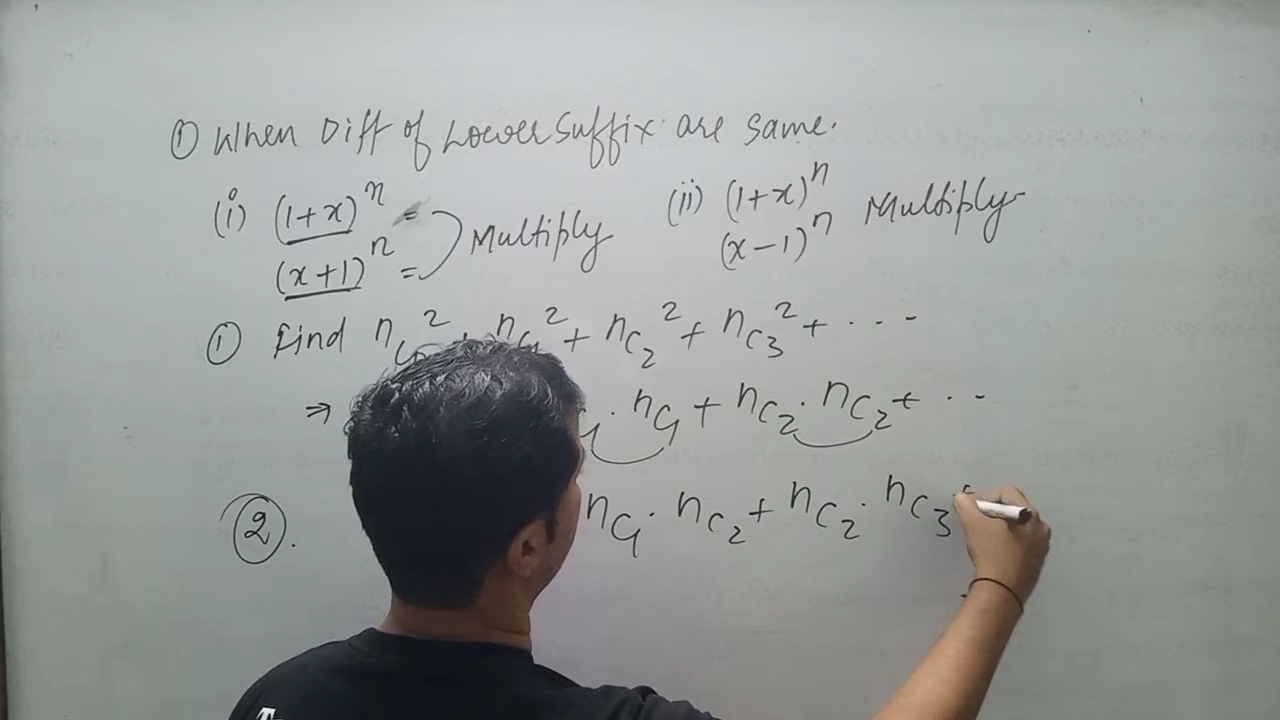 ① When Diff of Lower Suffix are same.
(i) (1+x)ⁿ = (ii) (1+x)ⁿ
(x+1)ⁿ = Multiply (x-1)ⁿ Multiply
① Find ⁿC₀² + ⁿC₁² + ⁿC₂² + ⁿC₃² + ...
⇒ · ⁿC₁ + ⁿC₂ · ⁿC₂ + ...
② . ⁿC₁ · ⁿC₂ + ⁿC₂ · ⁿC₃